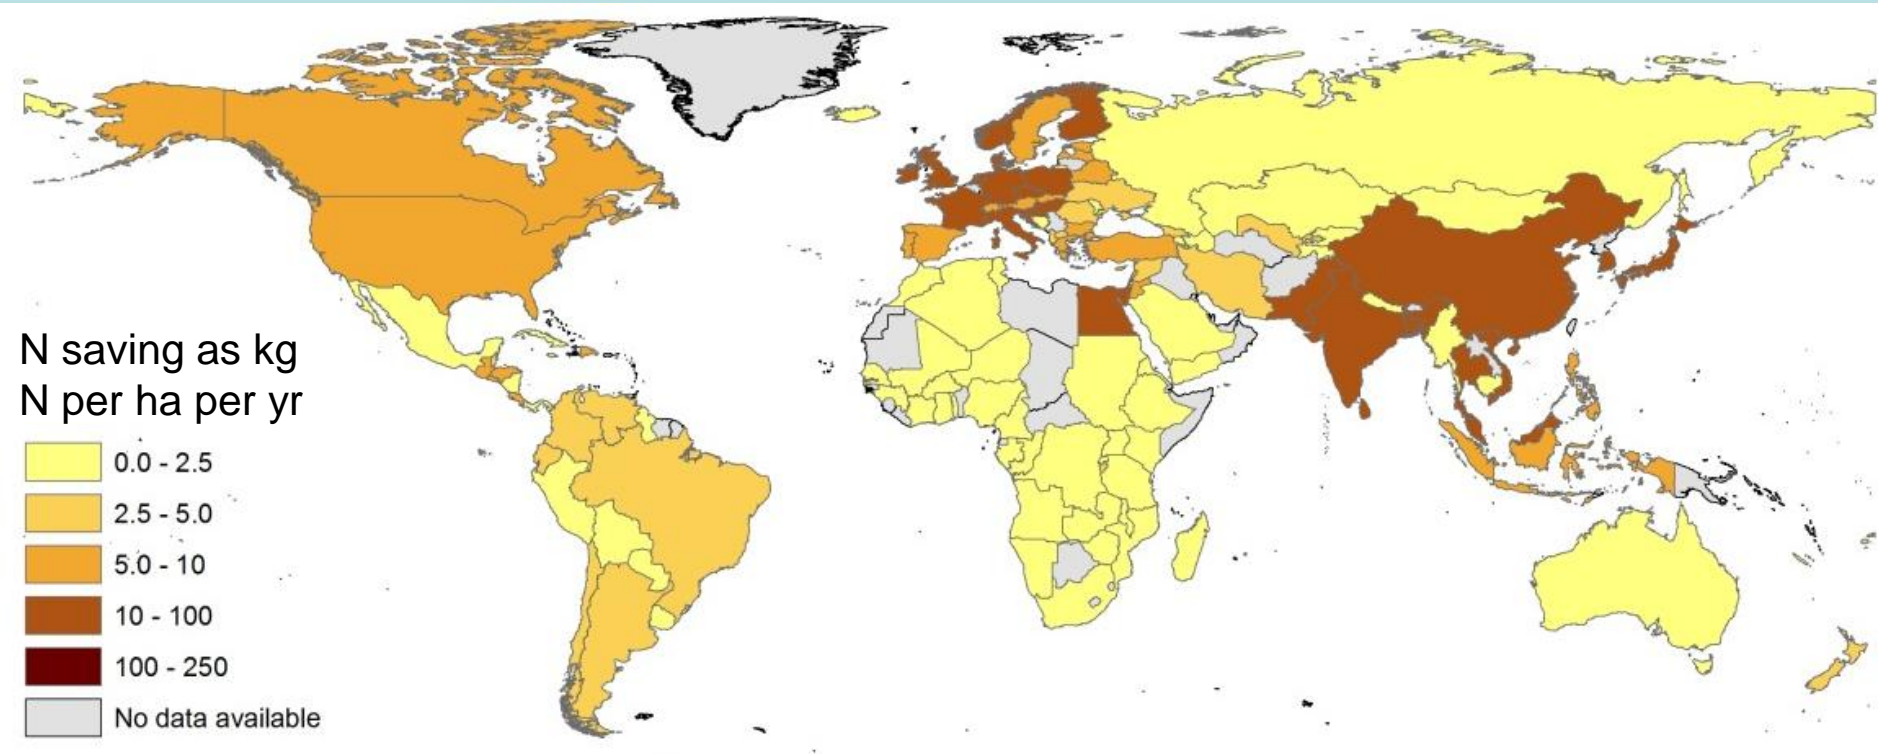 N saving as kg
N per ha per yr
0.0 - 2.5
2.5 - 5.0
5.0 - 10
10 - 100
100 - 250
No data available